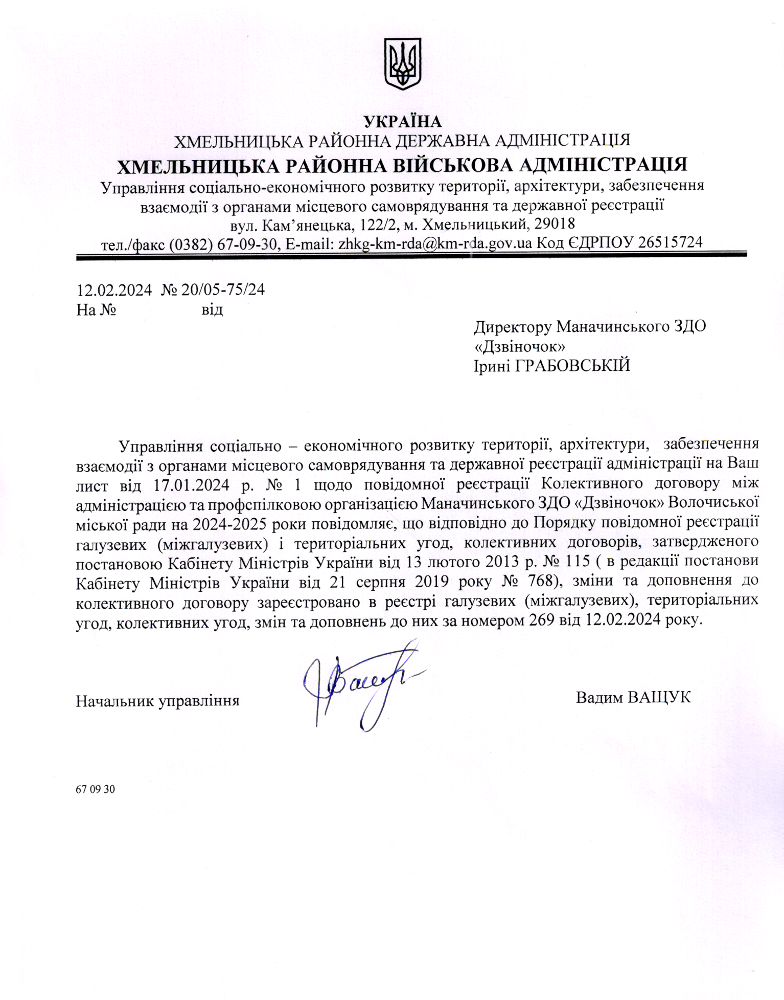 УКРАЇНА
ХМЕЛЬНИЦЬКА РАЙОННА ДЕРЖАВНА АДМІНІСТРАЦІЯ
ХМЕЛЬНИЦЬКА РАЙОННА ВІЙСЬКОВА АДМІНІСТРАЦІЯ
Управління соціально-економічного розвитку території, архітектури, забезпечення
взаємодії з органами місцевого самоврядування та державної реєстрації
вул. Кам’янецька, 122/2, м. Хмельницький, 29018
тел./факс (0382) 67-09-30, E-mail: zhkg-km-rda@km-rda.gov.ua Код ЄДРПОУ 26515724
12.02.2024 № 20/05-75/24
На № від
Директору Маначинського ЗДО
«Дзвіночок»
Ірині ГРАБОВСЬКІЙ
Управління соціально – економічного розвитку території, архітектури, забезпечення
взаємодії з органами місцевого самоврядування та державної реєстрації адміністрації на Ваш
лист від 17.01.2024 р. № 1 щодо повідомної реєстрації Колективного договору між
адміністрацією та профспілковою організацією Маначинського ЗДО «Дзвіночок» Волочиської
міської ради на 2024-2025 роки повідомляє, що відповідно до Порядку повідомної реєстрації
галузевих (міжгалузевих) і територіальних угод, колективних договорів, затвердженого
постановою Кабінету Міністрів України від 13 лютого 2013 р. № 115 ( в редакції постанови
Кабінету Міністрів України від 21 серпня 2019 року № 768), зміни та доповнення до
колективного договору зареєстровано в реєстрі галузевих (міжгалузевих), територіальних
угод, колективних угод, змін та доповнень до них за номером 269 від 12.02.2024 року.
Начальник управління Вадим ВАЩУК
67 09 30